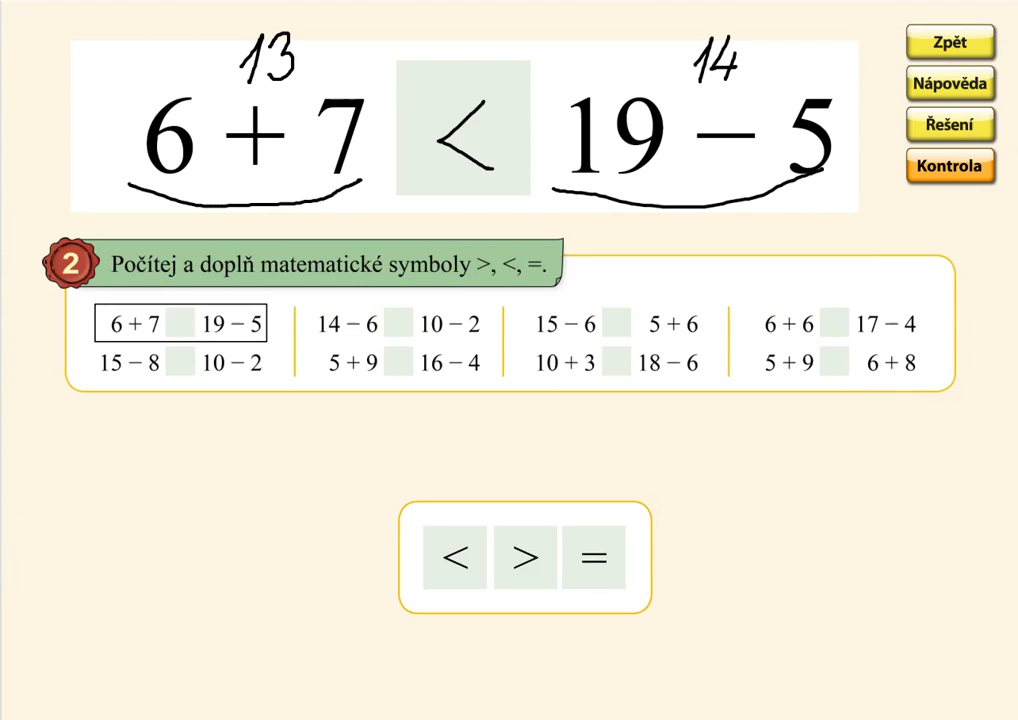 13 14
6 + 7 < 19 − 5
Zpět
Nápověda
Řešení
Kontrola
2 Počítej a doplň matematické symboly >, <, =.
6 + 7 19 − 5 14 − 6 10 − 2 15 − 6 5 + 6 6 + 6 17 − 4
15 − 8 10 − 2 5 + 9 16 − 4 10 + 3 18 − 6 5 + 9 6 + 8
< > =